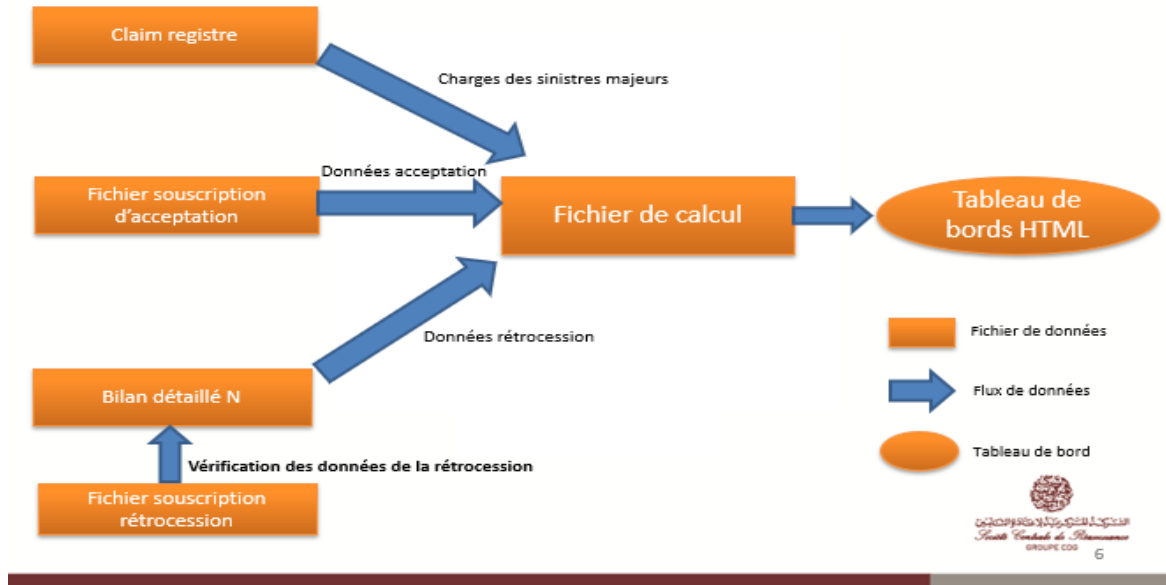 Claim registre
Charges des sinistres majeurs
Données acceptation
Fichier souscription
d'acceptation
Fichier de calcul
Tableau de
bords HTML
Données rétrocession
Fichier de données
Bilan détaillé N
Flux de données
Vérification des données de la rétrocession
Tableau de bord
Fichier souscription
rétrocession
Société Centrale de Réassurance
GROUPE CDG
6